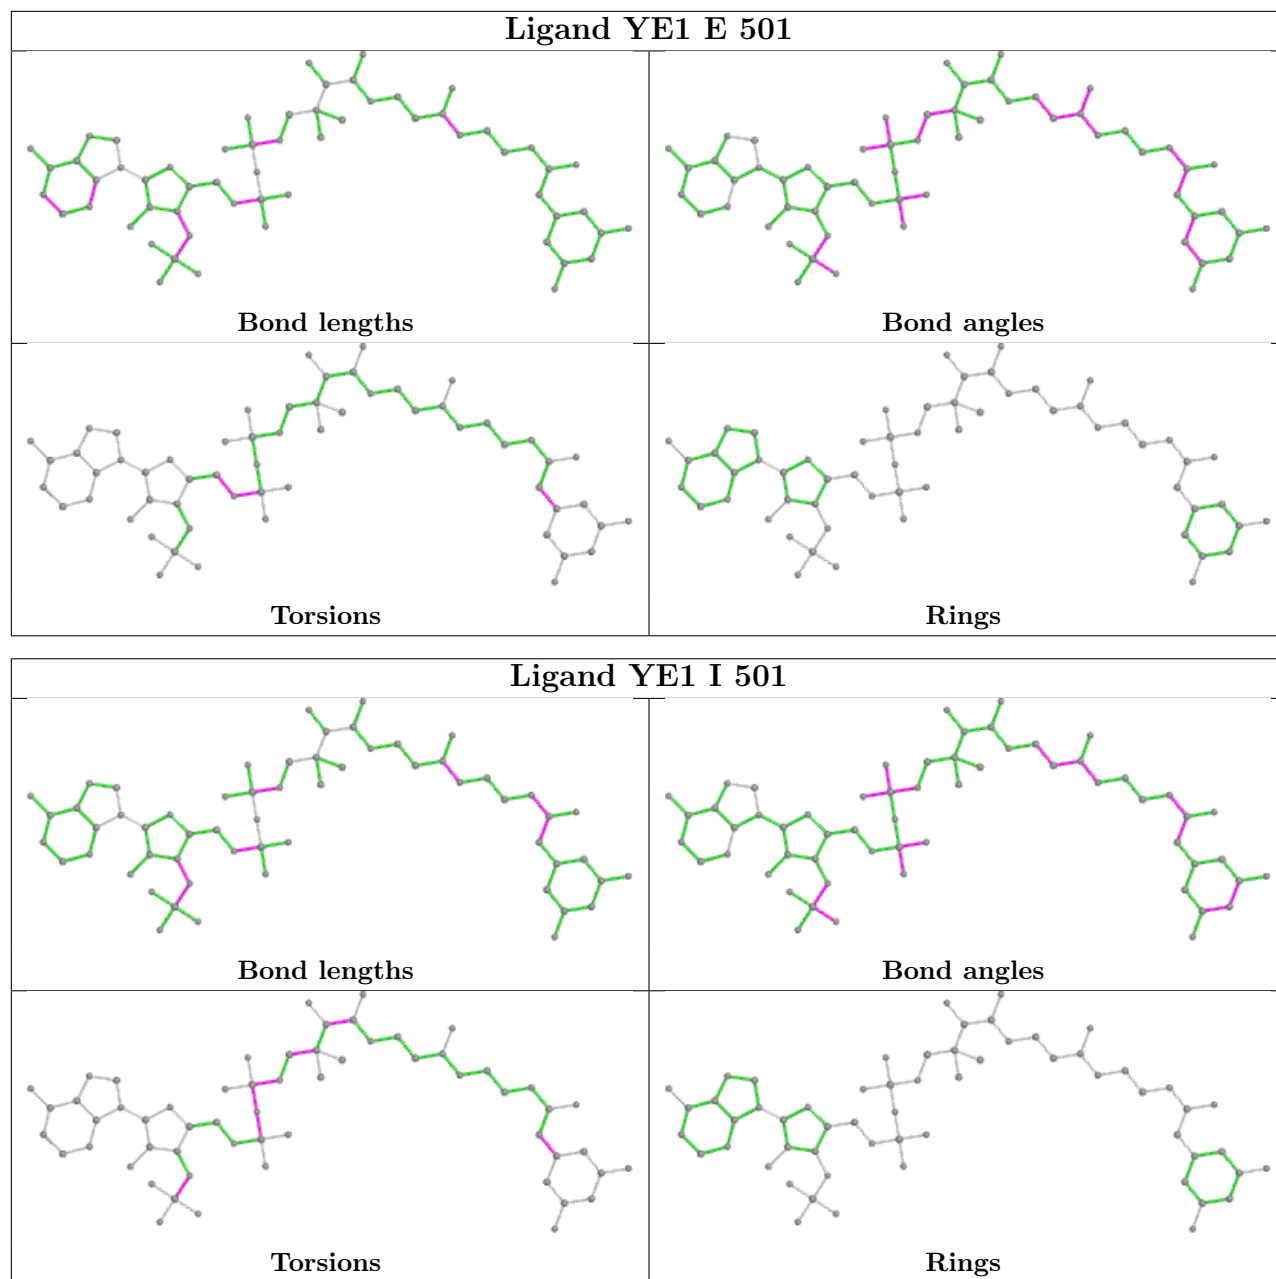 Ligand YE1 E 501
Bond lengths
Bond angles
Torsions
Rings
Ligand YE1 I 501
Bond lengths
Bond angles
Torsions
Rings